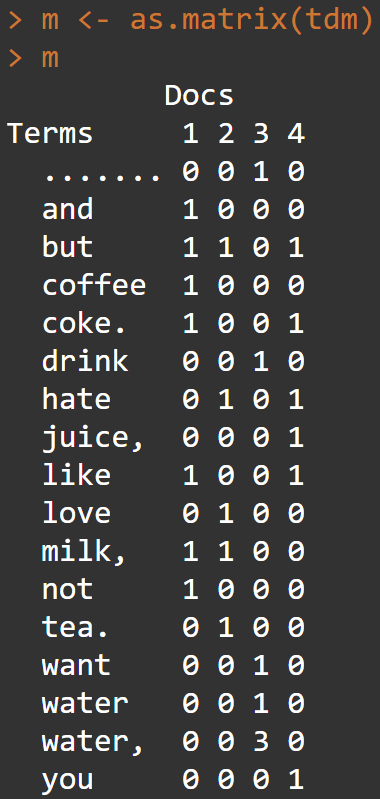 > m <- as.matrix(tdm)
> m
Docs
Terms 1 2 3 4
....... 0 0 1 0
and 1 0 0 0
but 1 1 0 1
coffee 1 0 0 0
coke. 1 0 0 1
drink 0 0 1 0
hate 0 1 0 1
juice, 0 0 0 1
like 1 0 0 1
love 0 1 0 0
milk, 1 1 0 0
not 1 0 0 0
tea. 0 1 0 0
want 0 0 1 0
water 0 0 1 0
water, 0 0 3 0
you 0 0 0 1